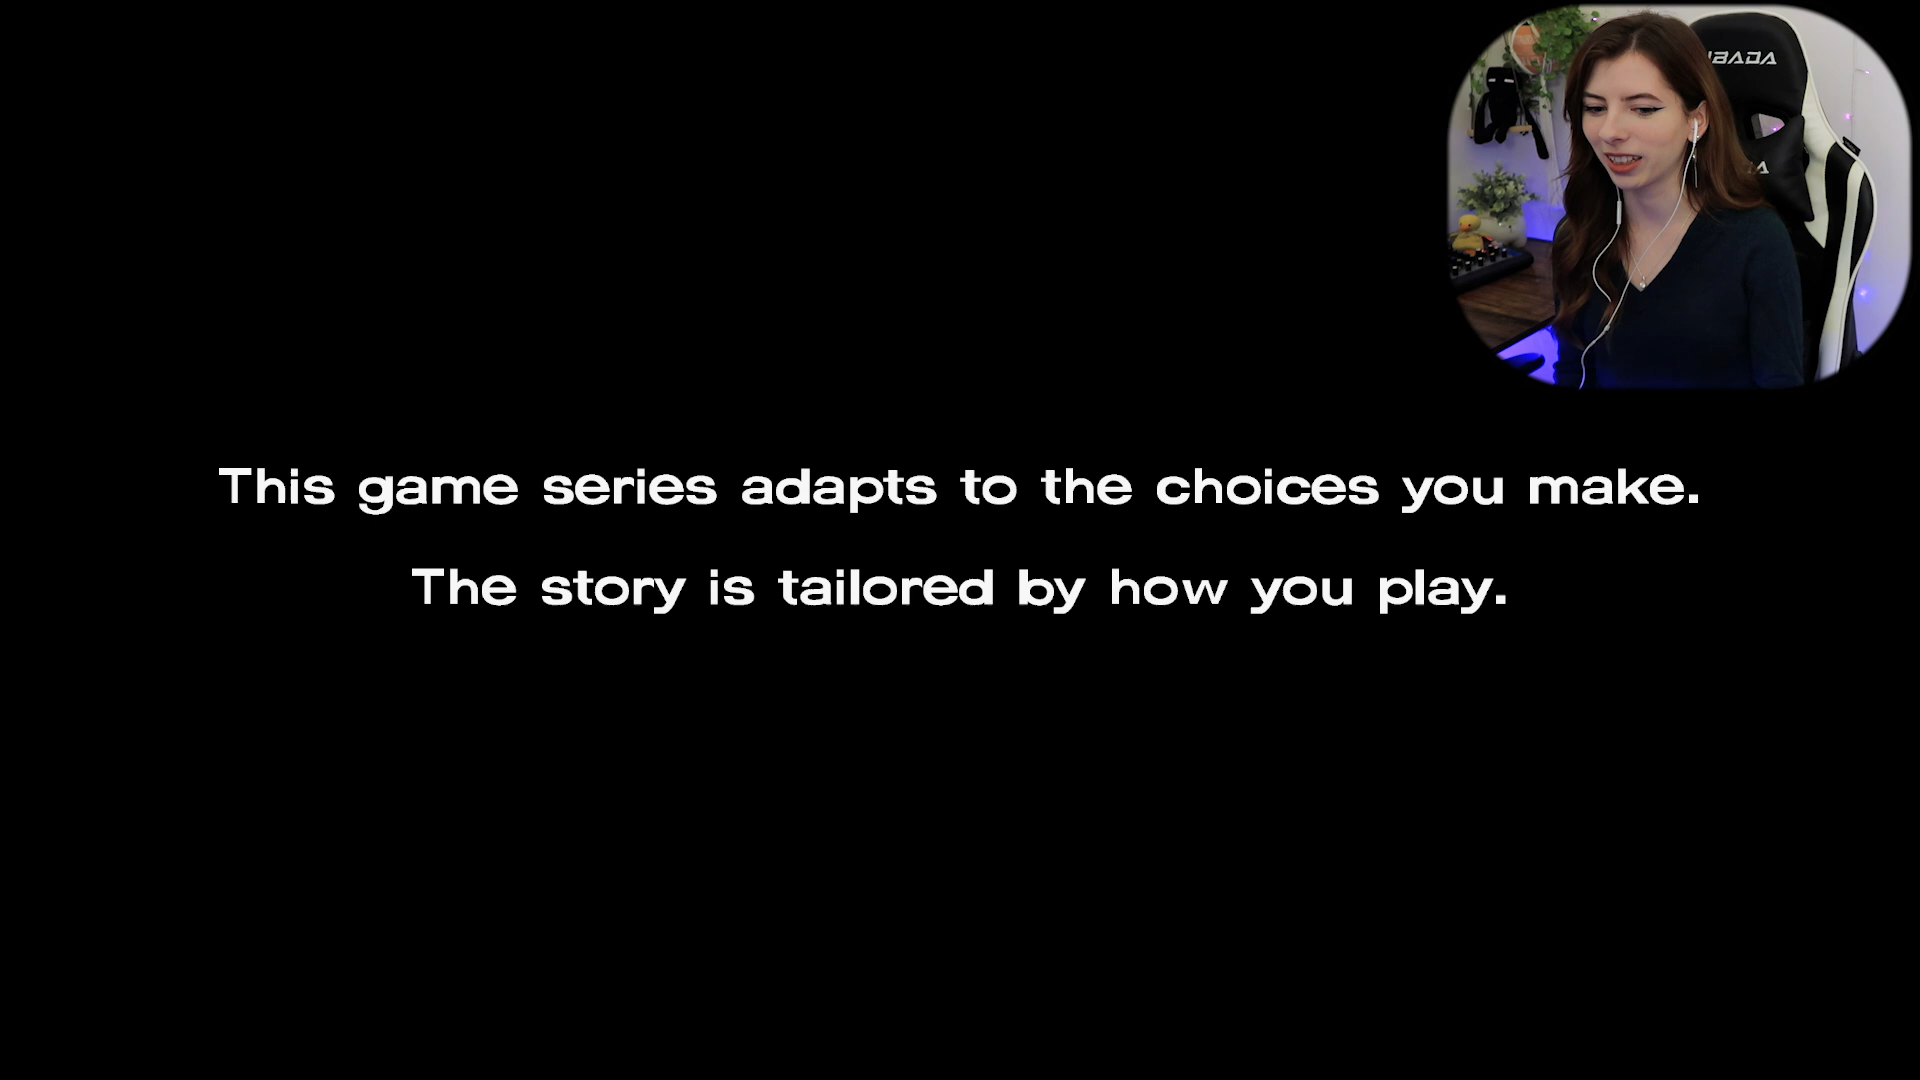 This game series adapts to the choices you make.
The story is tailored by how you play.